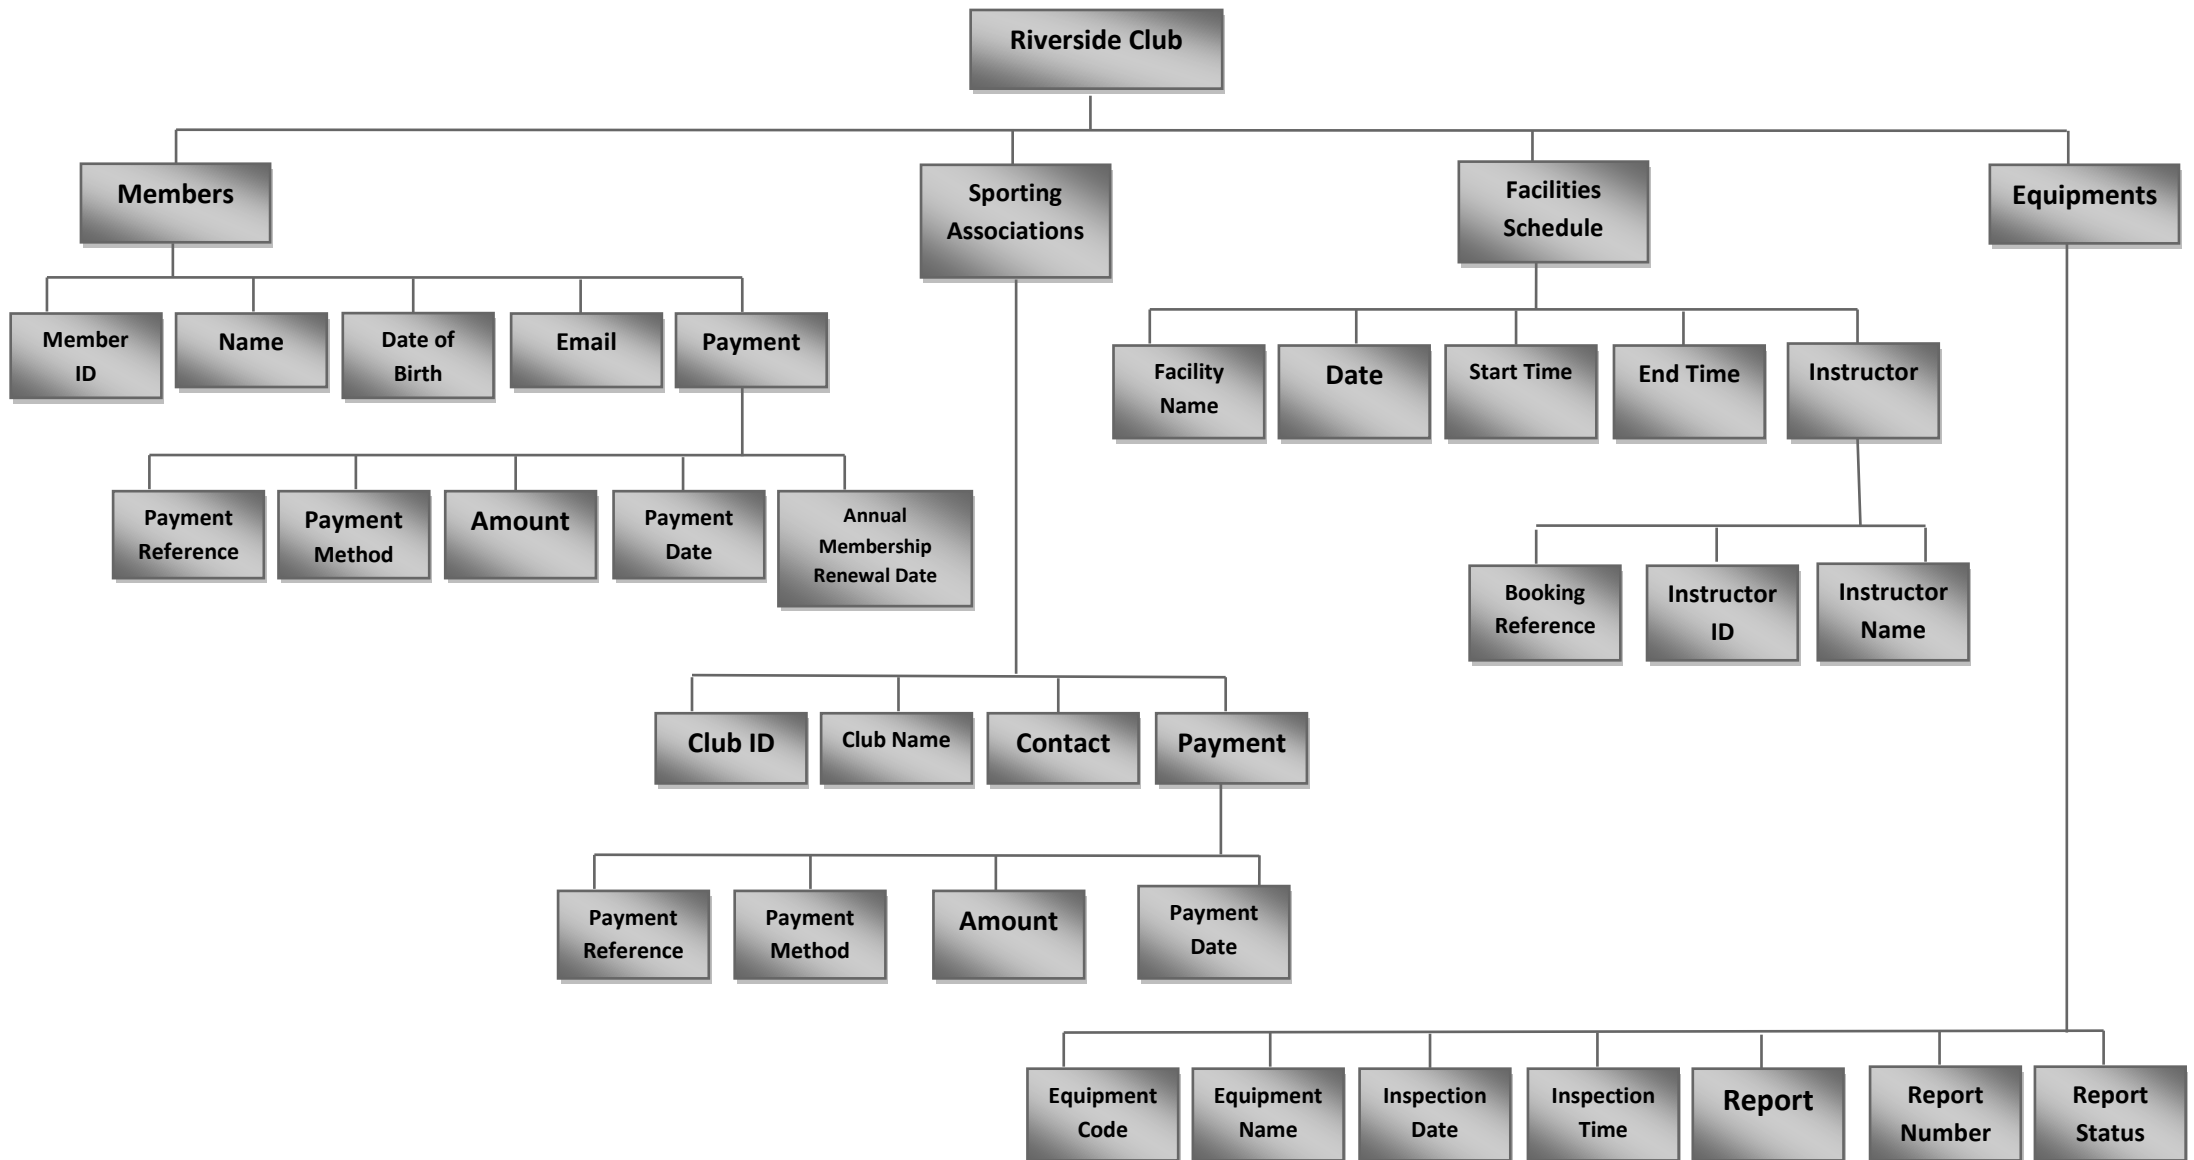 Riverside Club
Members
Sporting
Associations
Facilities
Schedule
Equipments
Member
ID
Name
Date of
Birth
Email
Payment
Facility
Name
Date
Start Time
End Time
Instructor
Payment
Reference
Payment
Method
Amount
Payment
Date
Annual
Membership
Renewal Date
Booking
Reference
Instructor
ID
Instructor
Name
Club ID
Club Name
Contact
Payment
Payment
Reference
Payment
Method
Amount
Payment
Date
Equipment
Code
Equipment
Name
Inspection
Date
Inspection
Time
Report
Report
Number
Report
Status